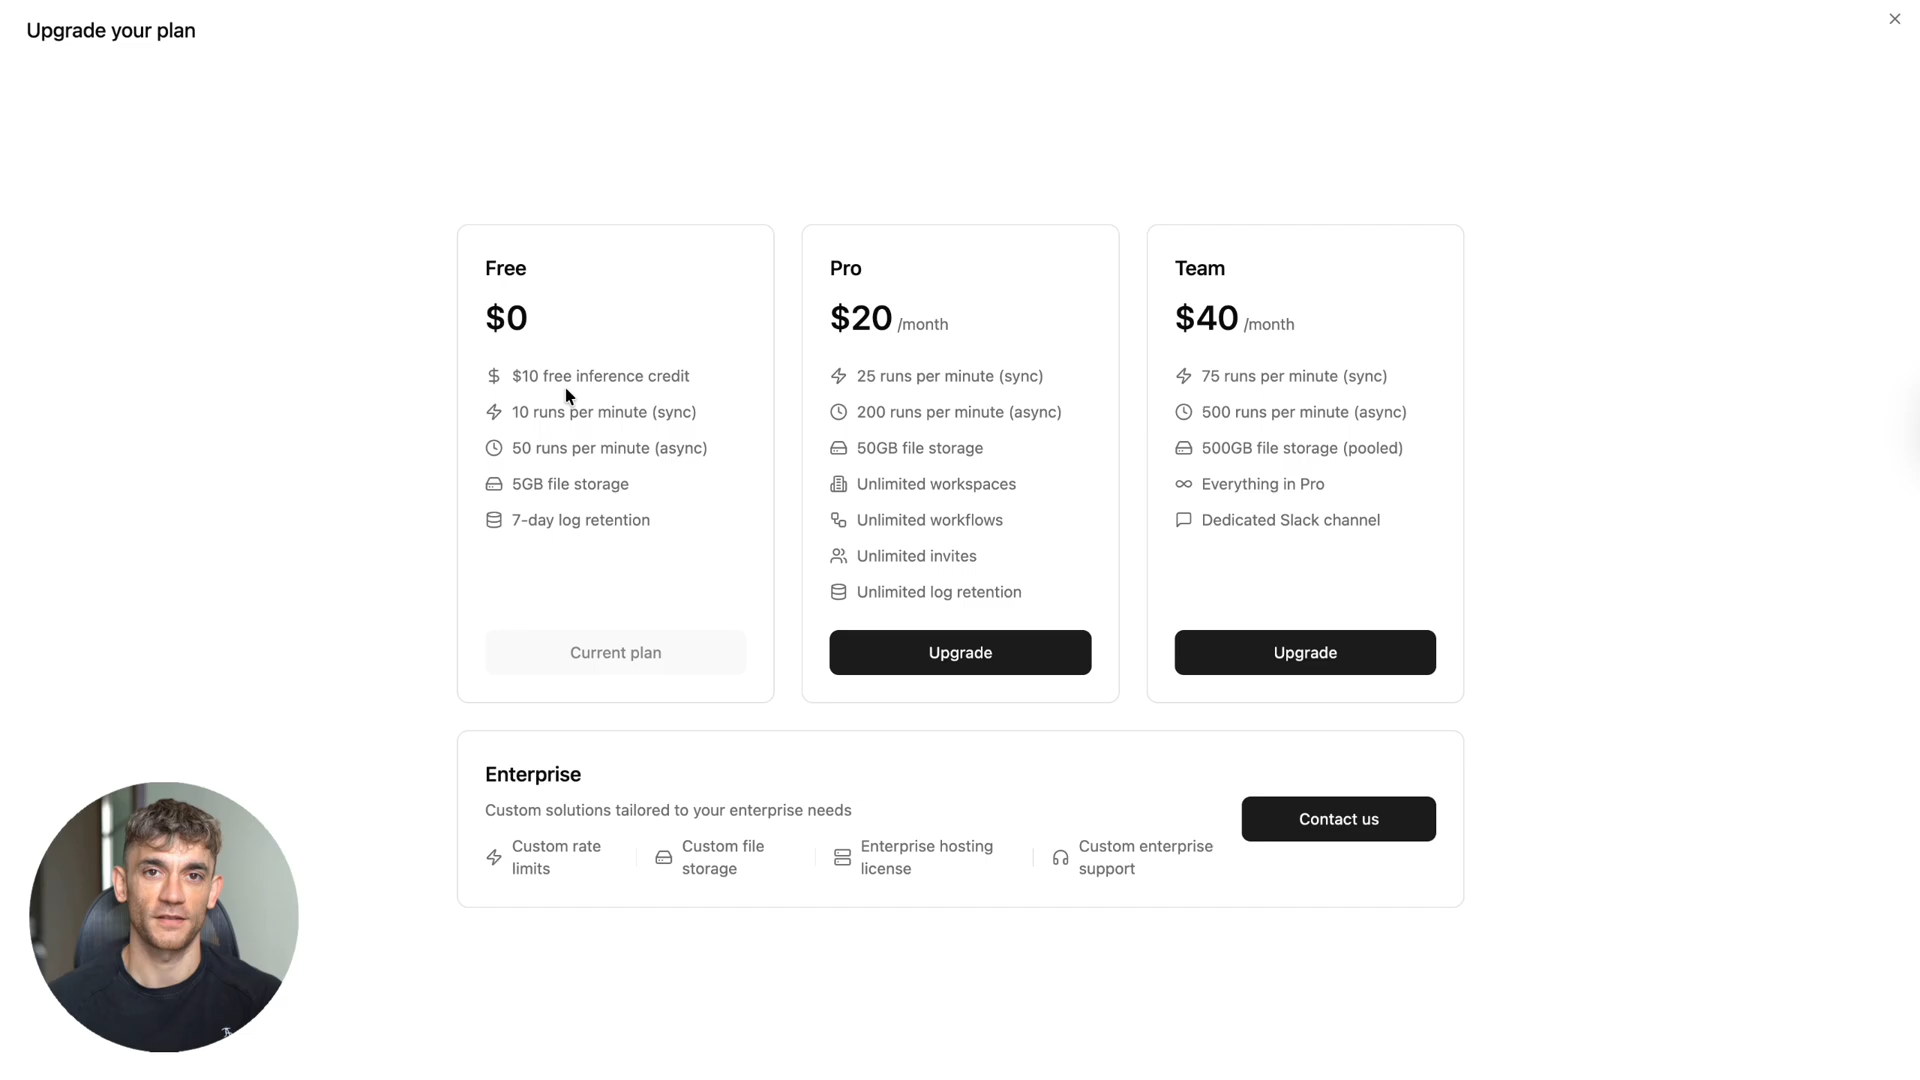 Upgrade your plan
Free
$0
$10 free inference credit
10 runs per minute (sync)
50 runs per minute (async)
5GB file storage
7-day log retention
Current plan
Pro
$20 /month
25 runs per minute (sync)
200 runs per minute (async)
50GB file storage
Unlimited workspaces
Unlimited workflows
Unlimited invites
Unlimited log retention
Upgrade
Team
$40 /month
75 runs per minute (sync)
500 runs per minute (async)
500GB file storage (pooled)
Everything in Pro
Dedicated Slack channel
Upgrade
Enterprise
Custom solutions tailored to your enterprise needs
Custom rate
limits
Custom file
storage
Enterprise hosting
license
Custom enterprise
support
Contact us